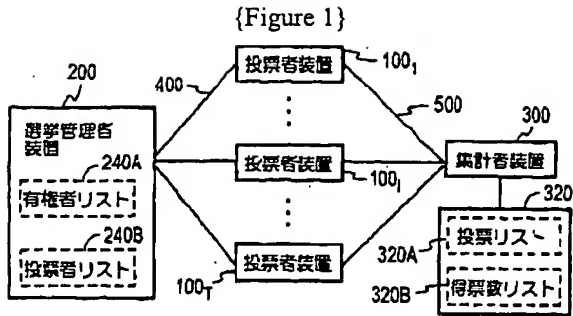 {Figure 1}
投票者装置
100₁
200
400
500
選挙管理者
装置
300
240A
投票者装置
集計者装置
有権者リスト
100ᵢ
320
240B
320A
投票リスト
投票者リスト
投票者装置
320B
得票数リスト
100_T